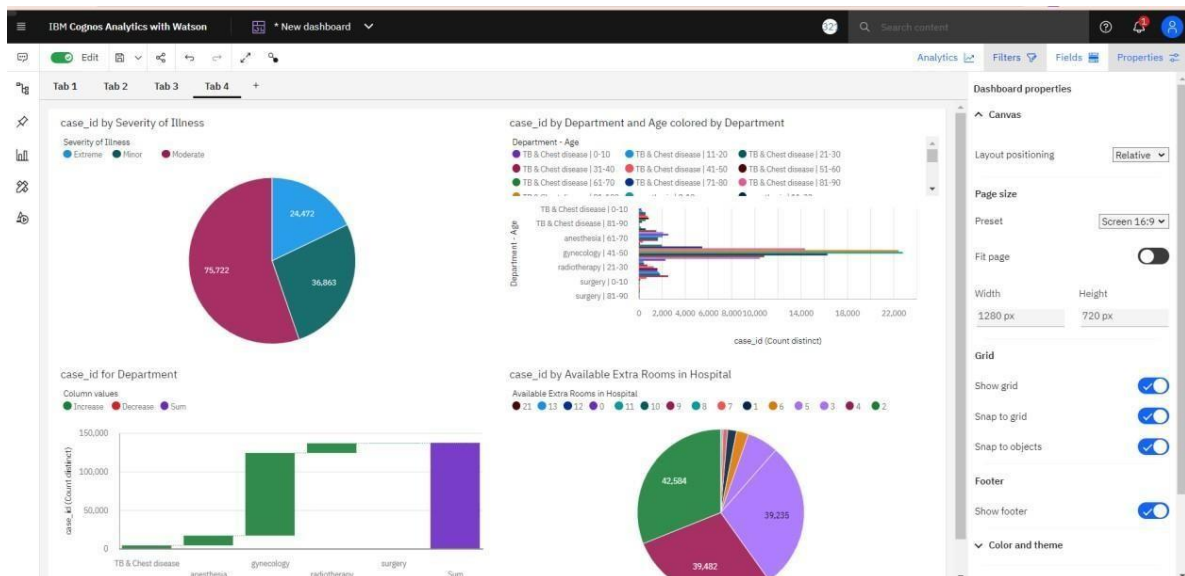 IBM Cognos Analytics with Watson
* New dashboard
Search content
Edit
Analytics
Filters
Fields
Properties
Tab 1 Tab 2 Tab 3 Tab 4 +
case_id by Severity of Illness
Severity of Illness
Extreme Minor Moderate
24,472
75,722
36,863
case_id by Department and Age colored by Department
Department - Age
TB & Chest disease | 0-10 TB & Chest disease | 11-20 TB & Chest disease | 21-30
TB & Chest disease | 31-40 TB & Chest disease | 41-50 TB & Chest disease | 51-60
TB & Chest disease | 61-70 TB & Chest disease | 71-80 TB & Chest disease | 81-90
Department - Age
TB & Chest disease | 0-10
TB & Chest disease | 81-90
anesthesia | 61-70
gynecology | 41-50
radiotherapy | 21-30
surgery | 0-10
surgery | 81-90
0 2,000 4,000 6,000 8,000 10,000 14,000 18,000 22,000
case_id (Count distinct)
case_id for Department
Column values
Increase Decrease Sum
case_id (Count distinct)
150,000
100,000
50,000
0
TB & Chest disease gynecology surgery
anesthesia radiotherapy Sum
case_id by Available Extra Rooms in Hospital
Available Extra Rooms in Hospital
21 13 12 0 11 10 9 8 7 1 6 5 3 4 2
42,584
39,235
39,482
Dashboard properties
Canvas
Layout positioning Relative
Page size
Preset Screen 16:9
Fit page
Width Height
1280 px 720 px
Grid
Show grid
Snap to grid
Snap to objects
Footer
Show footer
Color and theme